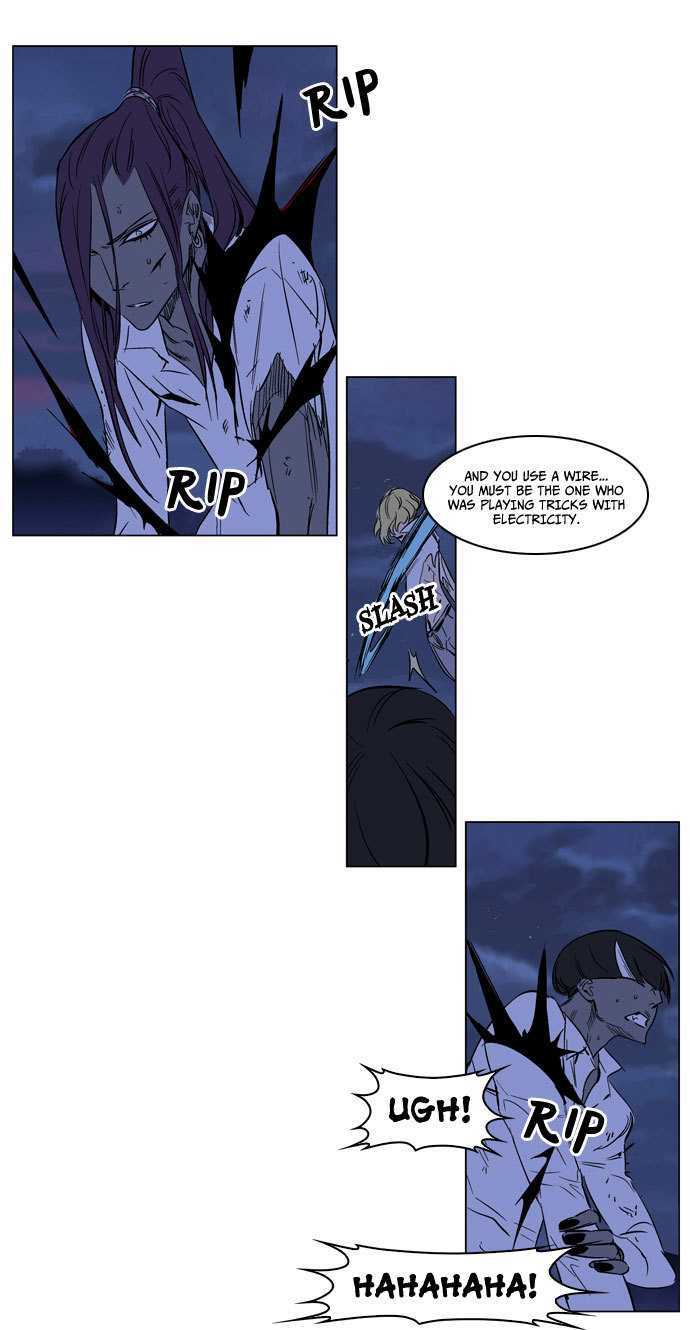 RIP
RIP
AND YOU USE A WIRE...
YOU MUST BE THE ONE WHO
WAS PLAYING TRICKS WITH
ELECTRICITY.
SLASH
UGH!
RIP
HAHAHAHA!